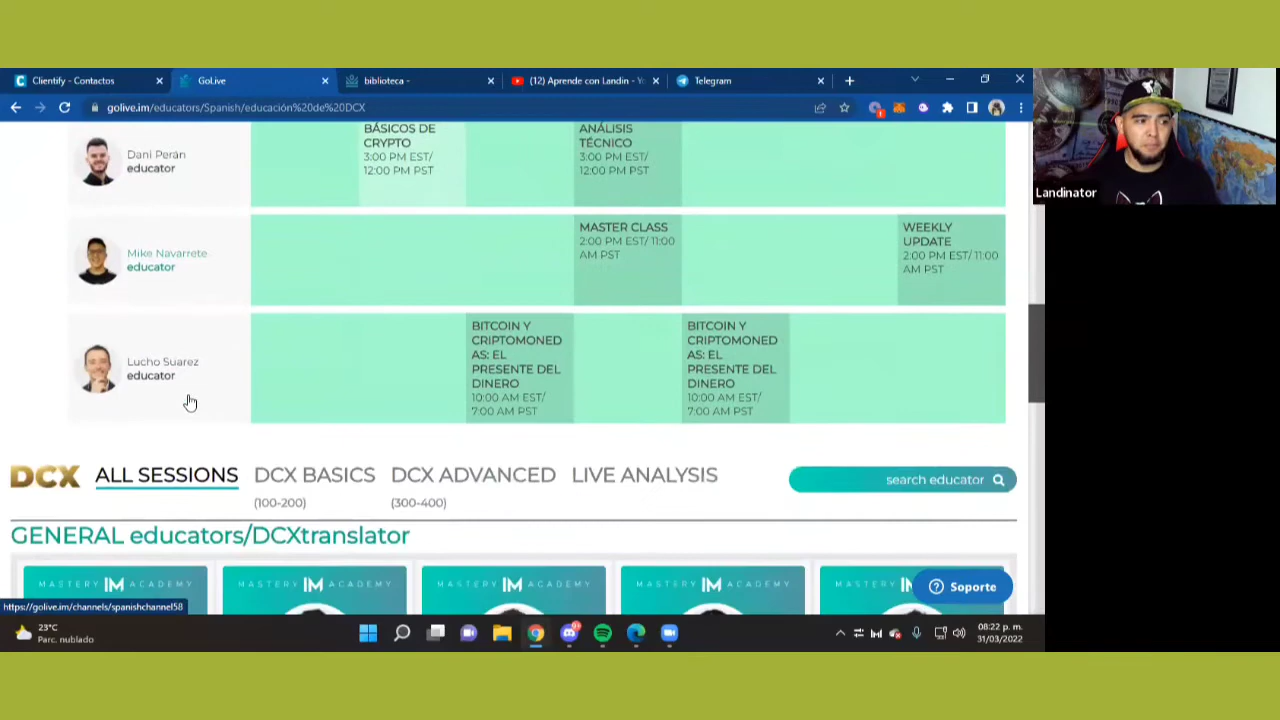 Clientify - Contactos
GoLive
biblioteca -
(12) Aprende con Landin - Y
Telegram
golive.im/educators/Spanish/educación%20de%20DCX
Landinator
Dani Perán
educator
BÁSICOS DE
CRYPTO
3:00 PM EST/
12:00 PM PST
ANÁLISIS
TÉCNICO
3:00 PM EST/
12:00 PM PST
Mike Navarrete
educator
MASTER CLASS
2:00 PM EST/ 11:00
AM PST
WEEKLY
UPDATE
2:00 PM EST/ 11:00
AM PST
Lucho Suarez
educator
BITCOIN Y
CRIPTOMONED
AS: EL
PRESENTE DEL
DINERO
10:00 AM EST/
7:00 AM PST
BITCOIN Y
CRIPTOMONED
AS: EL
PRESENTE DEL
DINERO
10:00 AM EST/
7:00 AM PST
DCX
ALL SESSIONS
DCX BASICS
(100-200)
DCX ADVANCED
(300-400)
LIVE ANALYSIS
search educator
GENERAL educators/DCXtranslator
MASTERY IM ACADEMY
MASTERY IM ACADEMY
MASTERY IM ACADEMY
MASTERY IM ACADEMY
MASTERY IM
Soporte
https://golive.im/channels/spanishchannel58
23°C
Parc. nublado
08:22 p. m.
31/03/2022